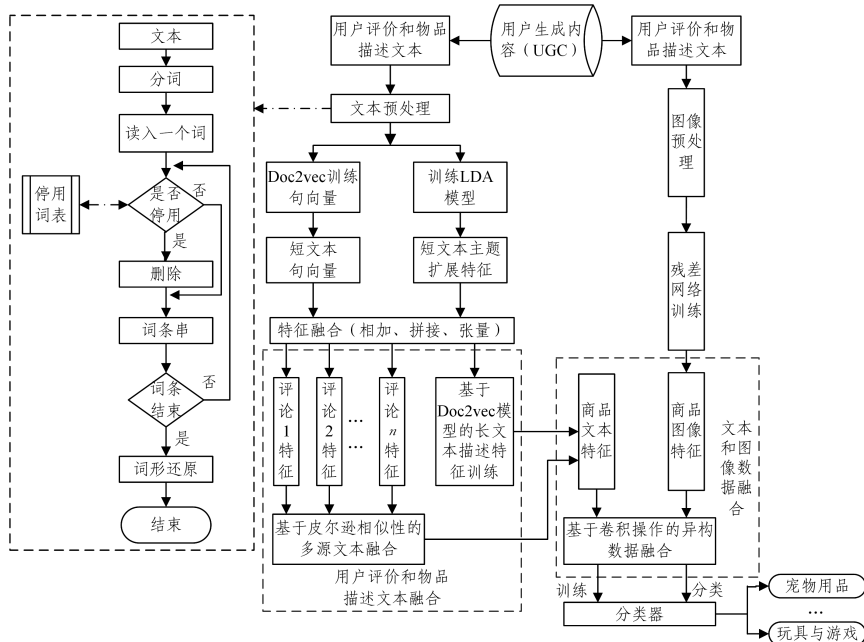 文本
分词
读入一个词
是否
停用
否
是
停用
词表
删除
词条串
词条
结束
否
是
词形还原
结束
用户评价和物品
描述文本
用户生成内
容（UGC）
用户评价和物
品描述文本
文本预处理
Doc2vec训练
句向量
训练LDA
模型
短文本
句向量
短文本主题
扩展特征
特征融合（相加、拼接、张量）
评论1特征
评论2特征
…
…
评论n特征
基于
Doc2vec模
型的长文
本描述特
征训练
基于皮尔逊相似性的
多源文本融合
用户评价和物品
描述文本融合
图像
预处
理
残差
网络
训练
商品
文本
特征
商品
图像
特征
文本
和图
像数
据融
合
基于卷积操作的异构
数据融合
训练
分类
分类器
宠物用品
…
玩具与游戏